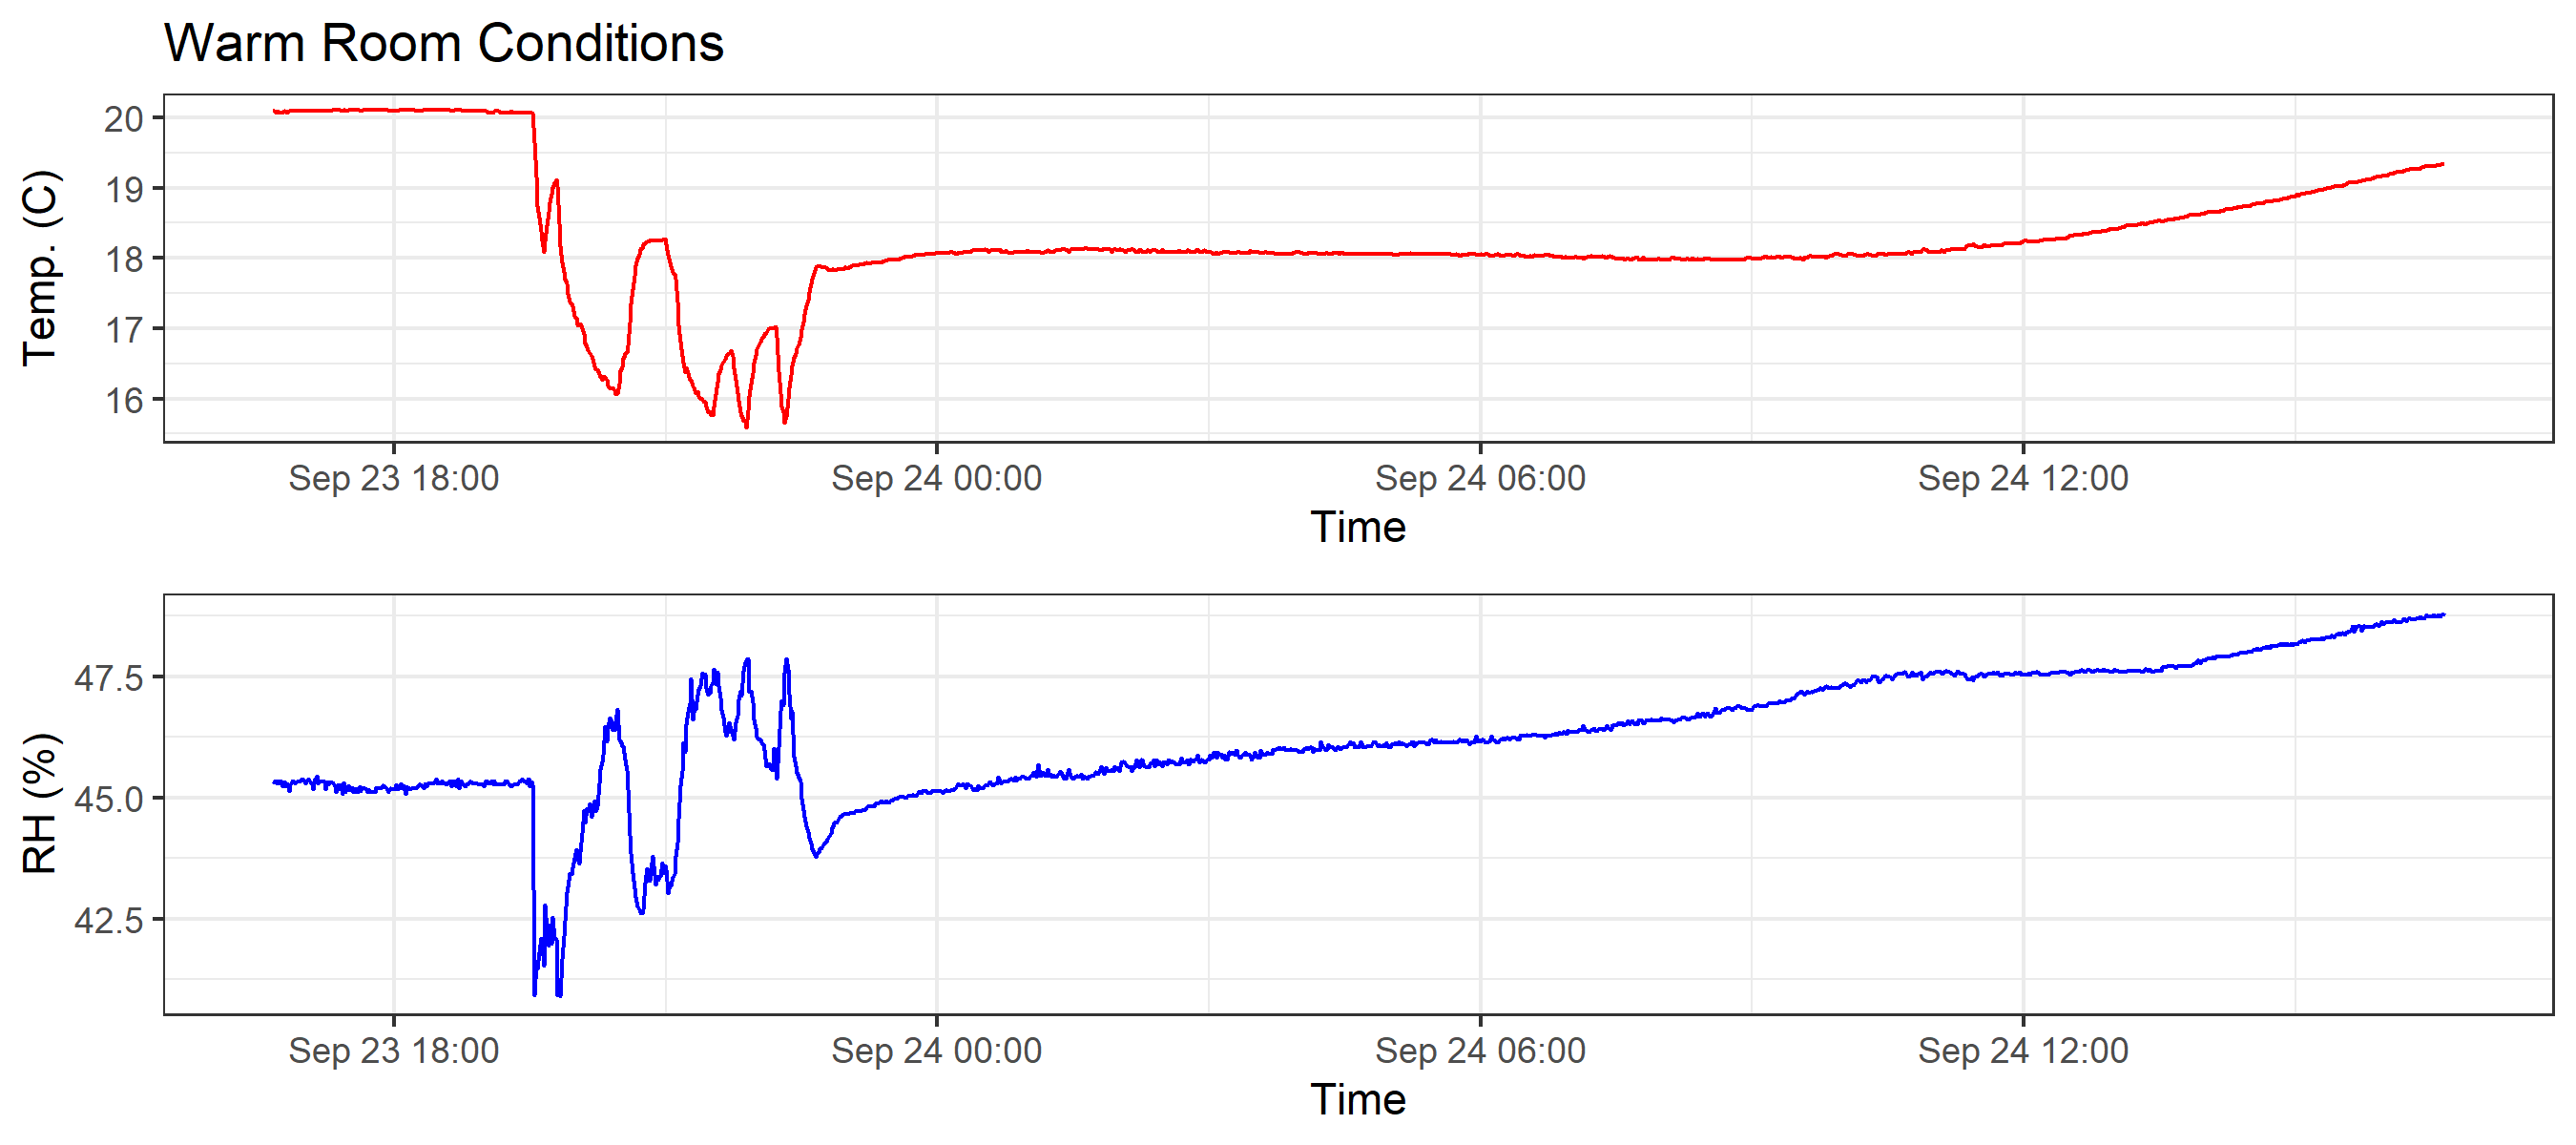 Warm Room Conditions
Temp. (C)
20
19
18
17
16
Sep 23 18:00 Sep 24 00:00 Sep 24 06:00 Sep 24 12:00
Time
RH (%)
47.5
45.0
42.5
Sep 23 18:00 Sep 24 00:00 Sep 24 06:00 Sep 24 12:00
Time